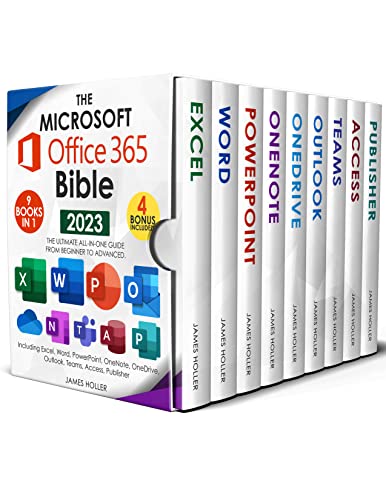 THE
MICROSOFT
Office 365
Bible
2023
9
BOOKS
IN 1
4
BONUS
INCLUDED
THE ULTIMATE ALL-IN-ONE GUIDE
FROM BEGINNER TO ADVANCED.
X
W
P
O
N
T
A
P
Including Excel, Word, PowerPoint, OneNote, OneDrive,
Outlook, Teams, Access, Publisher
JAMES HOLLER
EXCEL
JAMES HOLLER
WORD
JAMES HOLLER
POWERPOINT
JAMES HOLLER
ONENOTE
JAMES HOLLER
ONEDRIVE
JAMES HOLLER
OUTLOOK
JAMES HOLLER
TEAMS
JAMES HOLLER
ACCESS
JAMES HOLLER
PUBLISHER
JAMES HOLLER